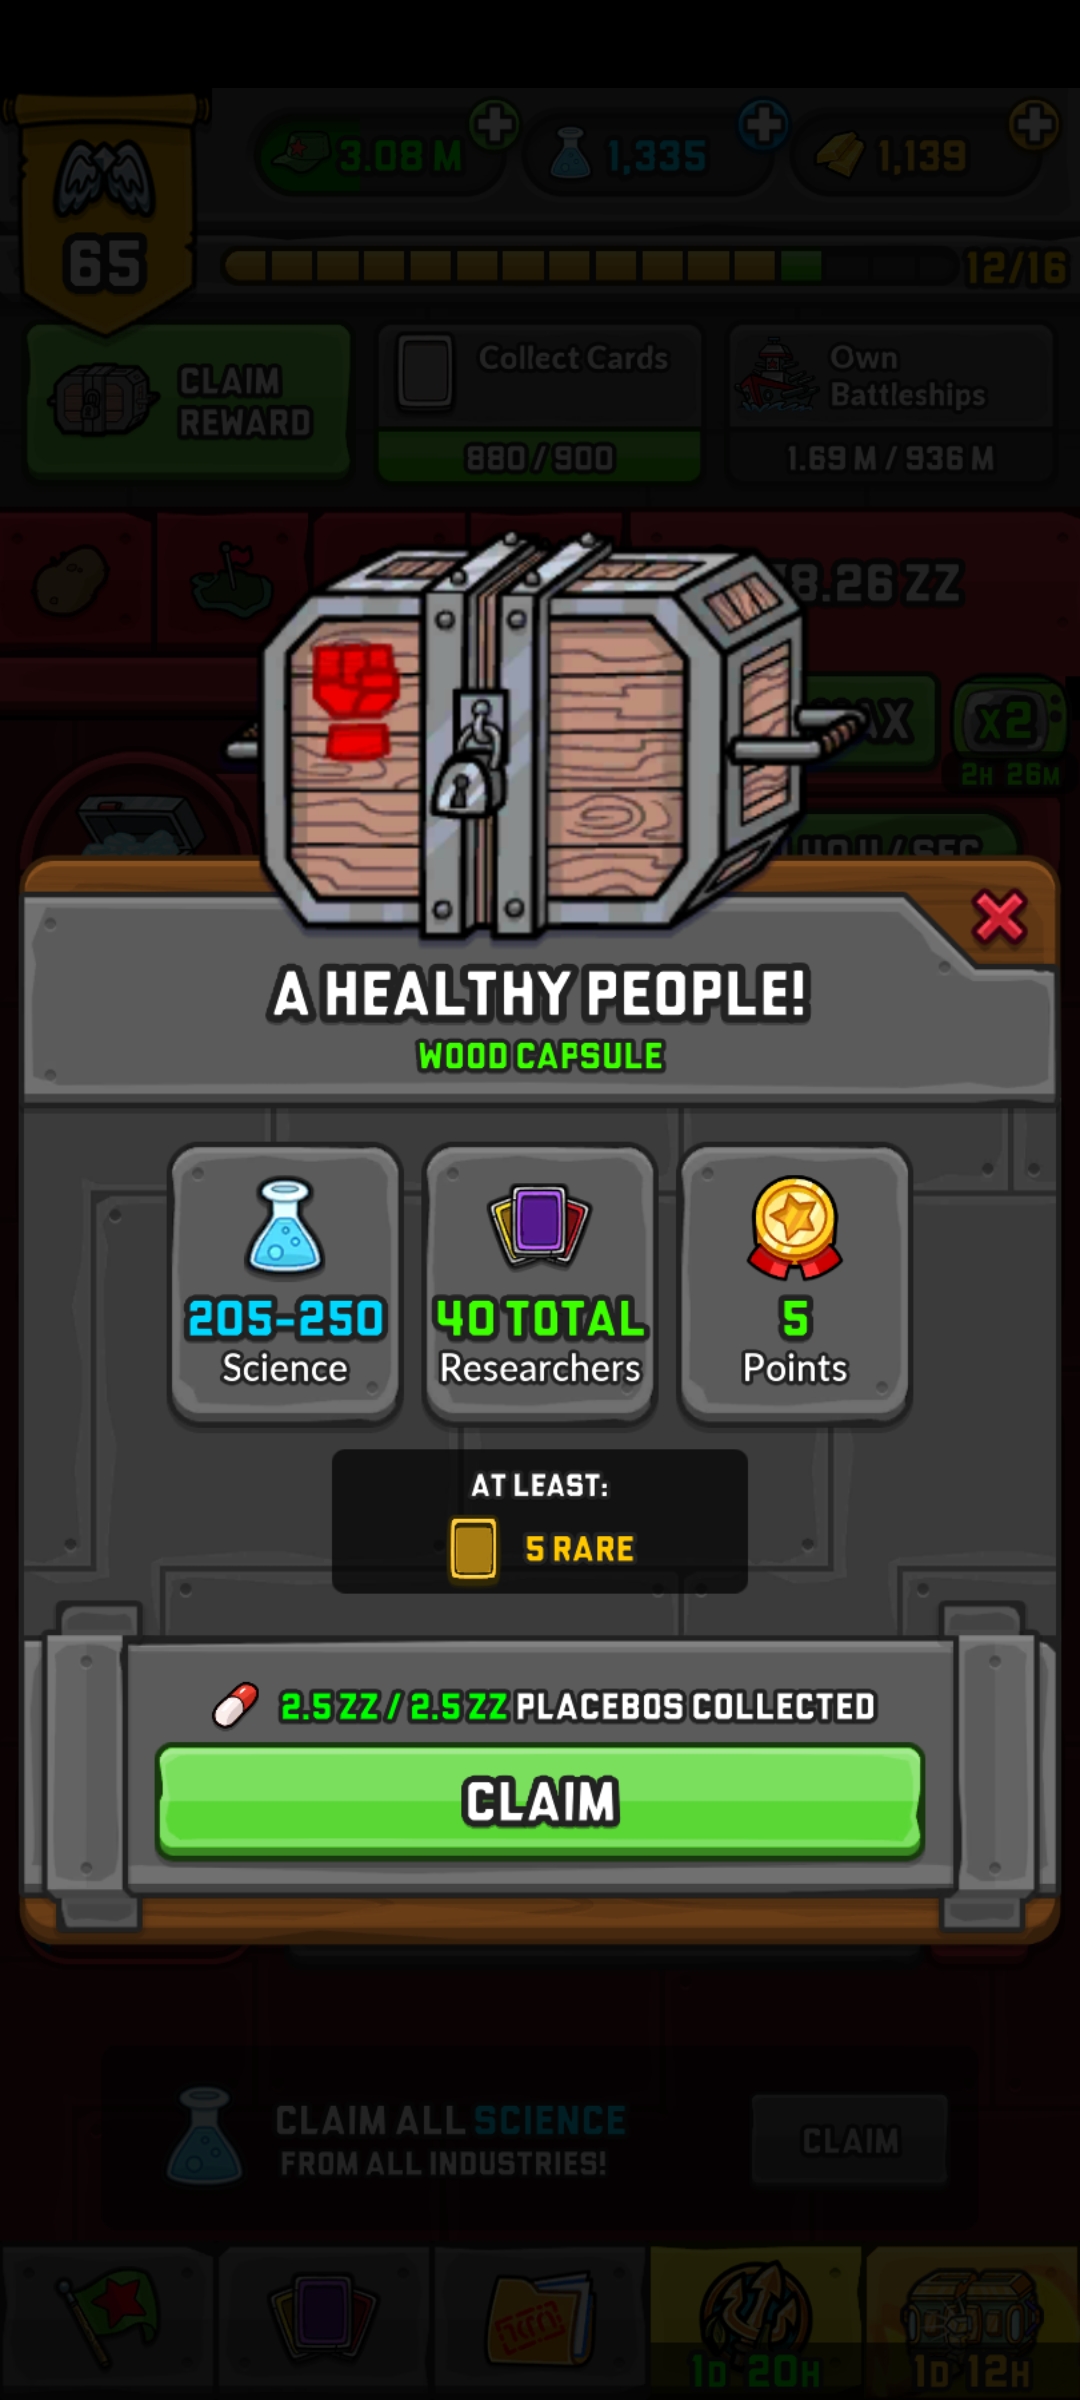 3.08 M
1,335
1,139
65
12/16
CLAIM
REWARD
Collect Cards
880 / 900
Own
Battleships
1.69 M / 936 M
8.26 ZZ
X2
2H 26M
A HEALTHY PEOPLE!
WOOD CAPSULE
205-250
Science
40 TOTAL
Researchers
5
Points
AT LEAST:
5 RARE
2.5 ZZ / 2.5 ZZ PLACEBOS COLLECTED
CLAIM
CLAIM ALL SCIENCE
FROM ALL INDUSTRIES!
CLAIM
1D 20H
1D 12H